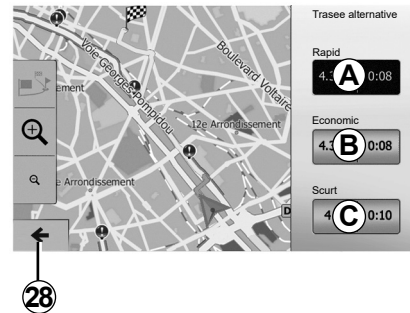 Trasee alternative
Rapid
A 0:08
Economic
B 0:08
Scurt
C 0:10
Voie Georges Pompidou
Boulevard Voltaire
12e Arrondissement
e Arrondissement
28